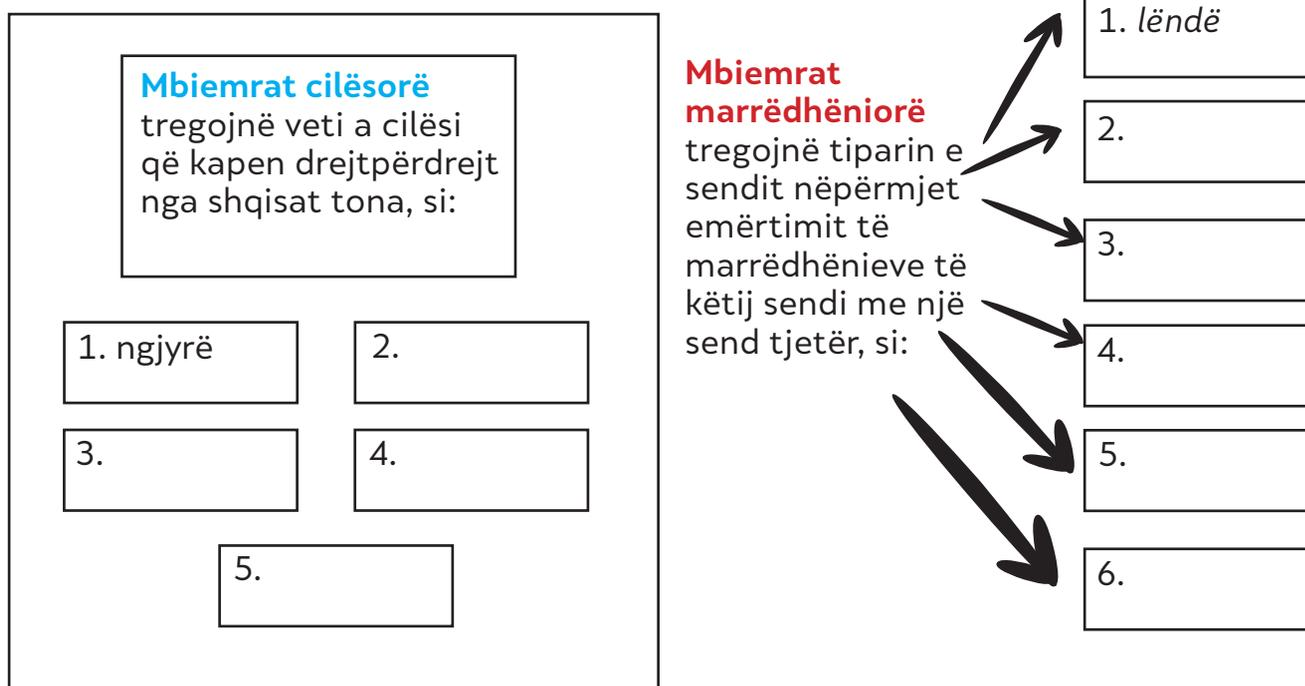 Mbiemrat cilësorë
tregojnë veti a cilësi
që kapen drejtpërdrejt
nga shqisat tona, si:
1. ngjyrë
2.
3.
4.
5.
Mbiemrat
marrëdhëniorë
tregojnë tiparin e
sendit nëpërmjet
emërtimit të
marrëdhënieve të
këtij sendi me një
send tjetër, si:
1. lëndë
2.
3.
4.
5.
6.